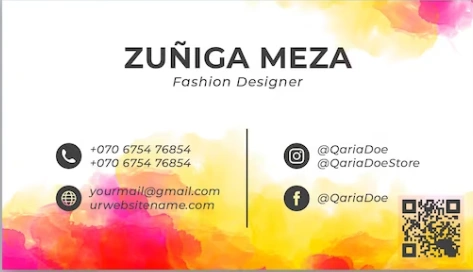 ZUÑIGA MEZA
Fashion Designer
+070 6754 76854
+070 6754 76854
yourmail@gmail.com
urwebsitename.com
@QariaDoe
@QariaDoeStore
@QariaDoe